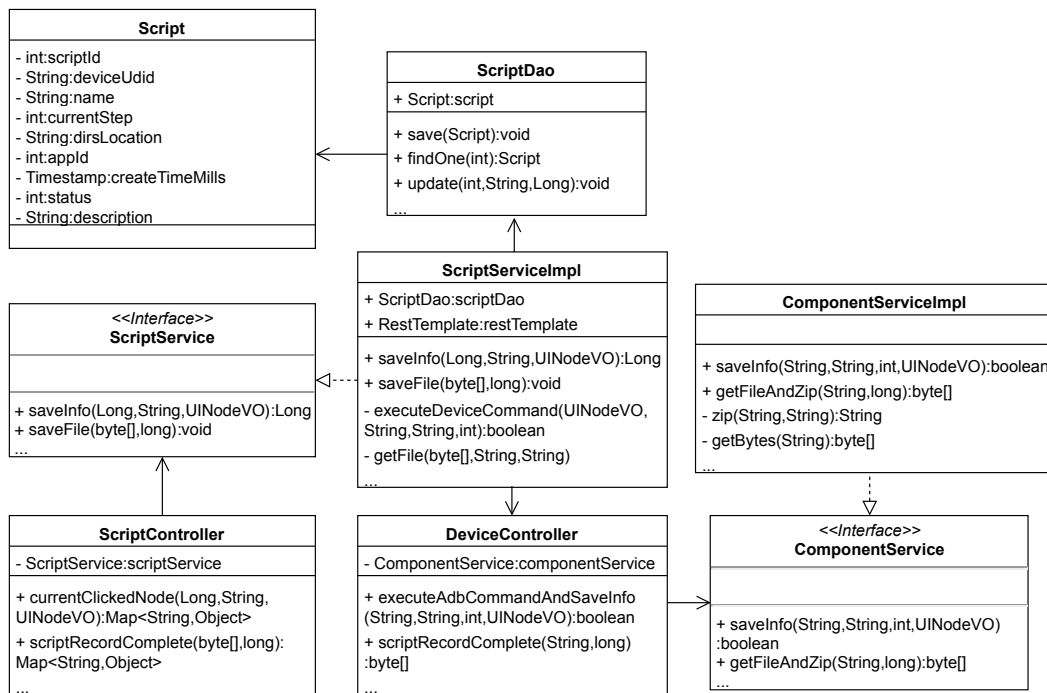 Script
- int:scriptId
- String:deviceUdid
- String:name
- int:currentStep
- String:dirsLocation
- int:appId
- Timestamp:createTimeMills
- int:status
- String:description
ScriptDao
+ Script:script
+ save(Script):void
+ findOne(int):Script
+ update(int,String,Long):void
...
ScriptServiceImpl
+ ScriptDao:scriptDao
+ RestTemplate:restTemplate
+ saveInfo(Long,String,UINodeVO):Long
+ saveFile(byte[],long):void
- executeDeviceCommand(UINodeVO,
String,String,int):boolean
- getFile(byte[],String,String)
...
<<Interface>>
ScriptService
+ saveInfo(Long,String,UINodeVO):Long
+ saveFile(byte[],long):void
...
ComponentServiceImpl
+ saveInfo(String,String,int,UINodeVO):boolean
+ getFileAndZip(String,long):byte[]
- zip(String,String):String
- getBytes(String):byte[]
...
ScriptController
- ScriptService:scriptService
+ currentClickedNode(Long,String,
UINodeVO):Map<String,Object>
+ scriptRecordComplete(byte[],long):
Map<String,Object>
...
DeviceController
- ComponentService:componentService
+ executeAdbCommandAndSaveInfo
(String,String,int,UINodeVO):boolean
+ scriptRecordComplete(String,long)
:byte[]
...
<<Interface>>
ComponentService
+ saveInfo(String,String,int,UINodeVO)
:boolean
+ getFileAndZip(String,long):byte[]
...